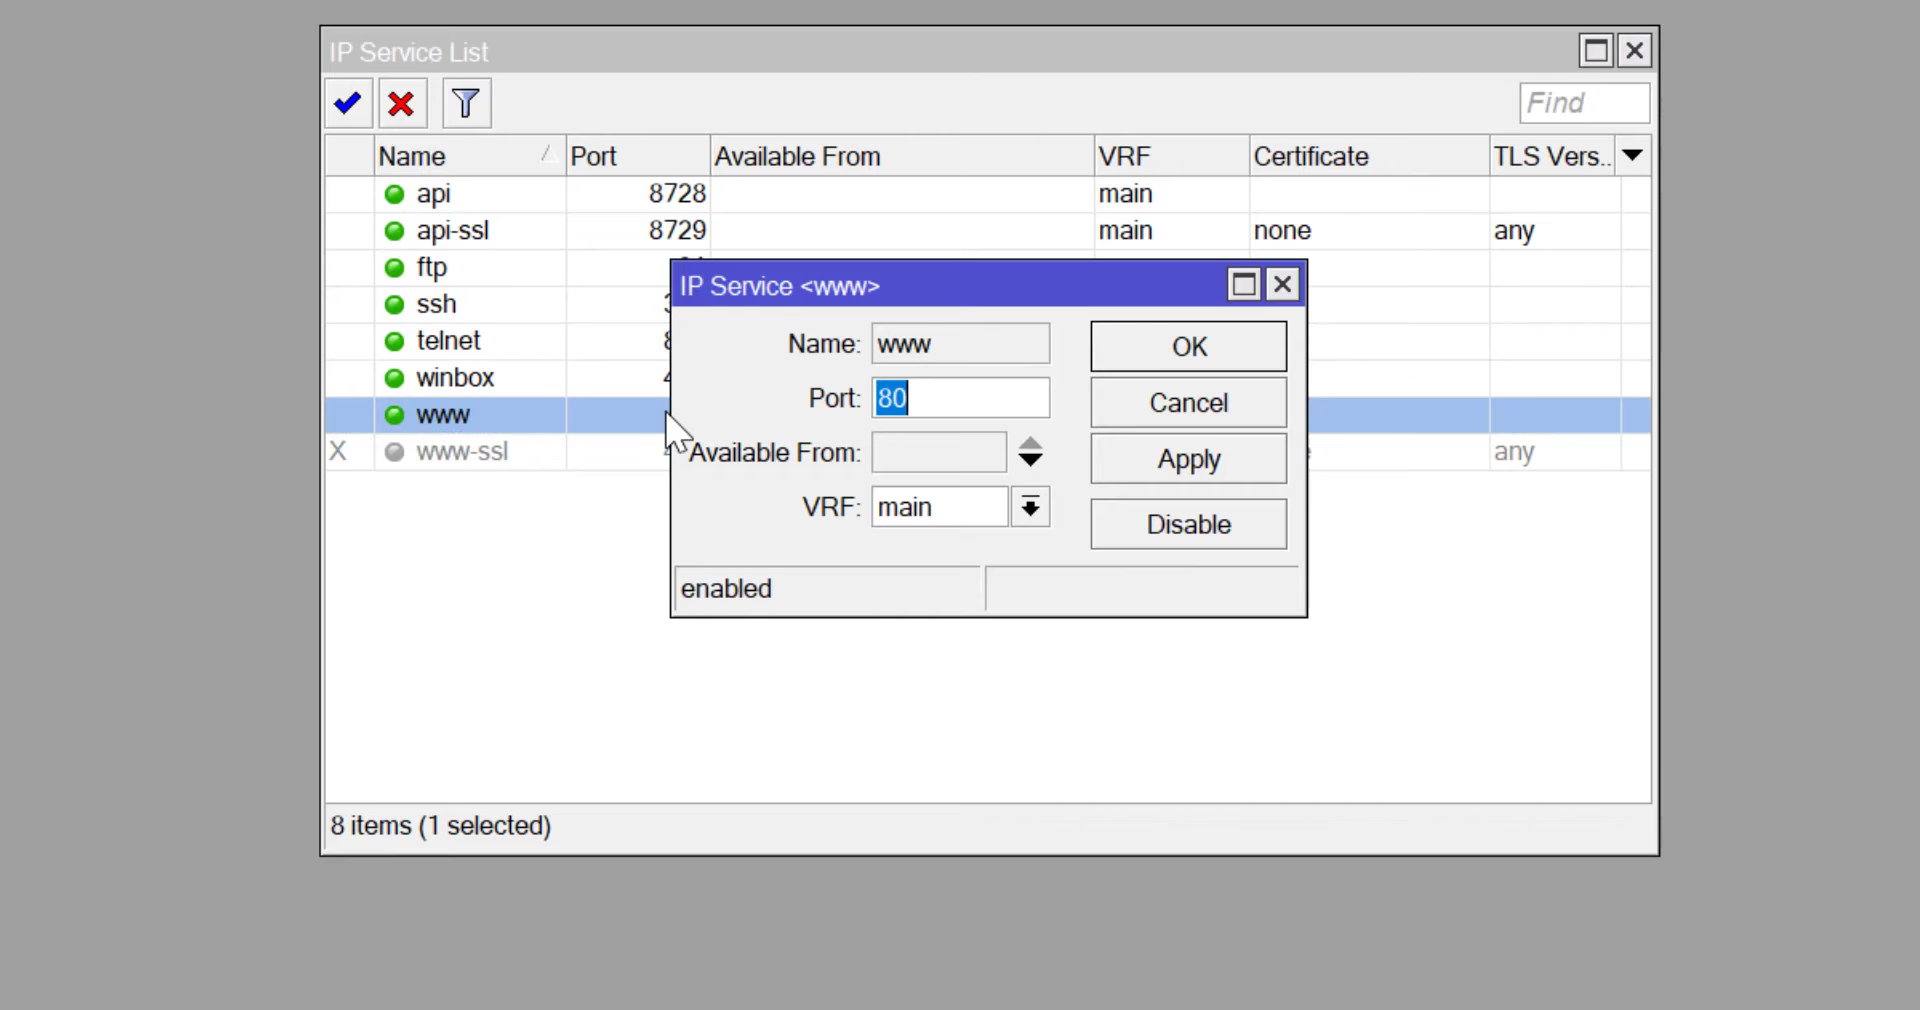 IP Service List
Find
Name Port Available From VRF Certificate TLS Vers..
api 8728 main
api-ssl 8729 main none any
ftp
ssh
telnet
winbox
www
X www-ssl any
IP Service <www>
Name: www OK
Port: 80 Cancel
Available From: Apply
VRF: main Disable
enabled
8 items (1 selected)